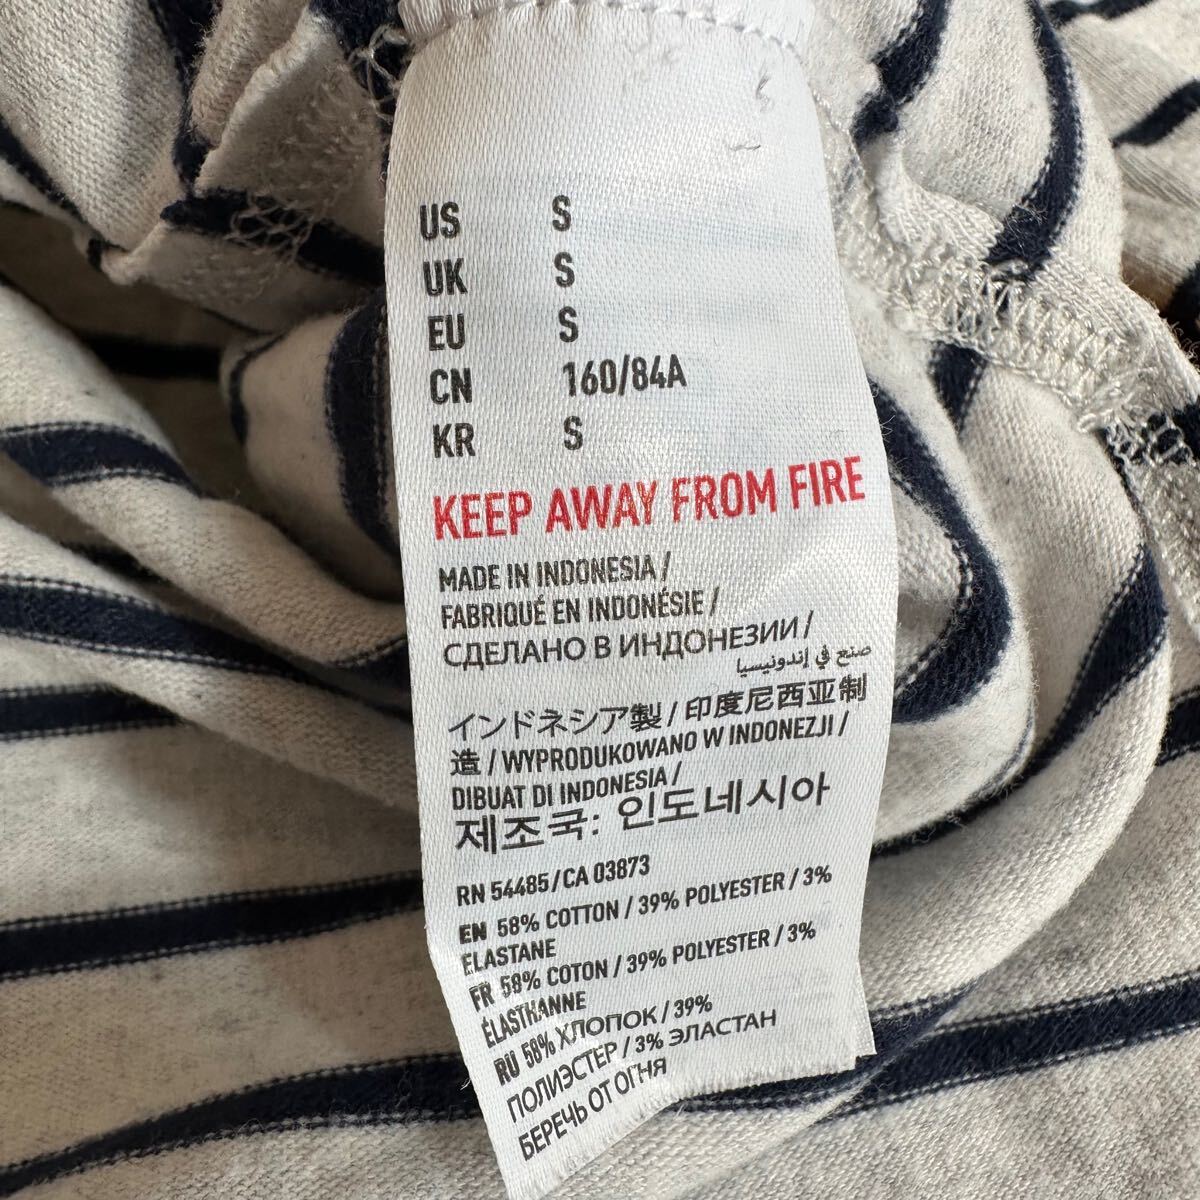 US S
UK S
EU S
CN 160/84A
KR S
KEEP AWAY FROM FIRE
MADE IN INDONESIA /
FABRIQUÉ EN INDONÉSIE /
СДЕЛАНО В ИНДОНЕЗИИ /
صنع في إندونيسيا
インドネシア製 / 印度尼西亚制
造 / WYPRODUKOWANO W INDONEZJI /
DIBUAT DI INDONESIA /
제조국: 인도네시아
RN 54485/CA 03873
EN 58% COTTON / 39% POLYESTER / 3%
ELASTANE
FR 58% COTON / 39% POLYESTER / 3%
ÉLASTHANNE
RU 58% ХЛОПОК / 39%
ПОЛИЭСТЕР / 3% ЭЛАСТАН
БЕРЕЧЬ ОТ ОГНЯ